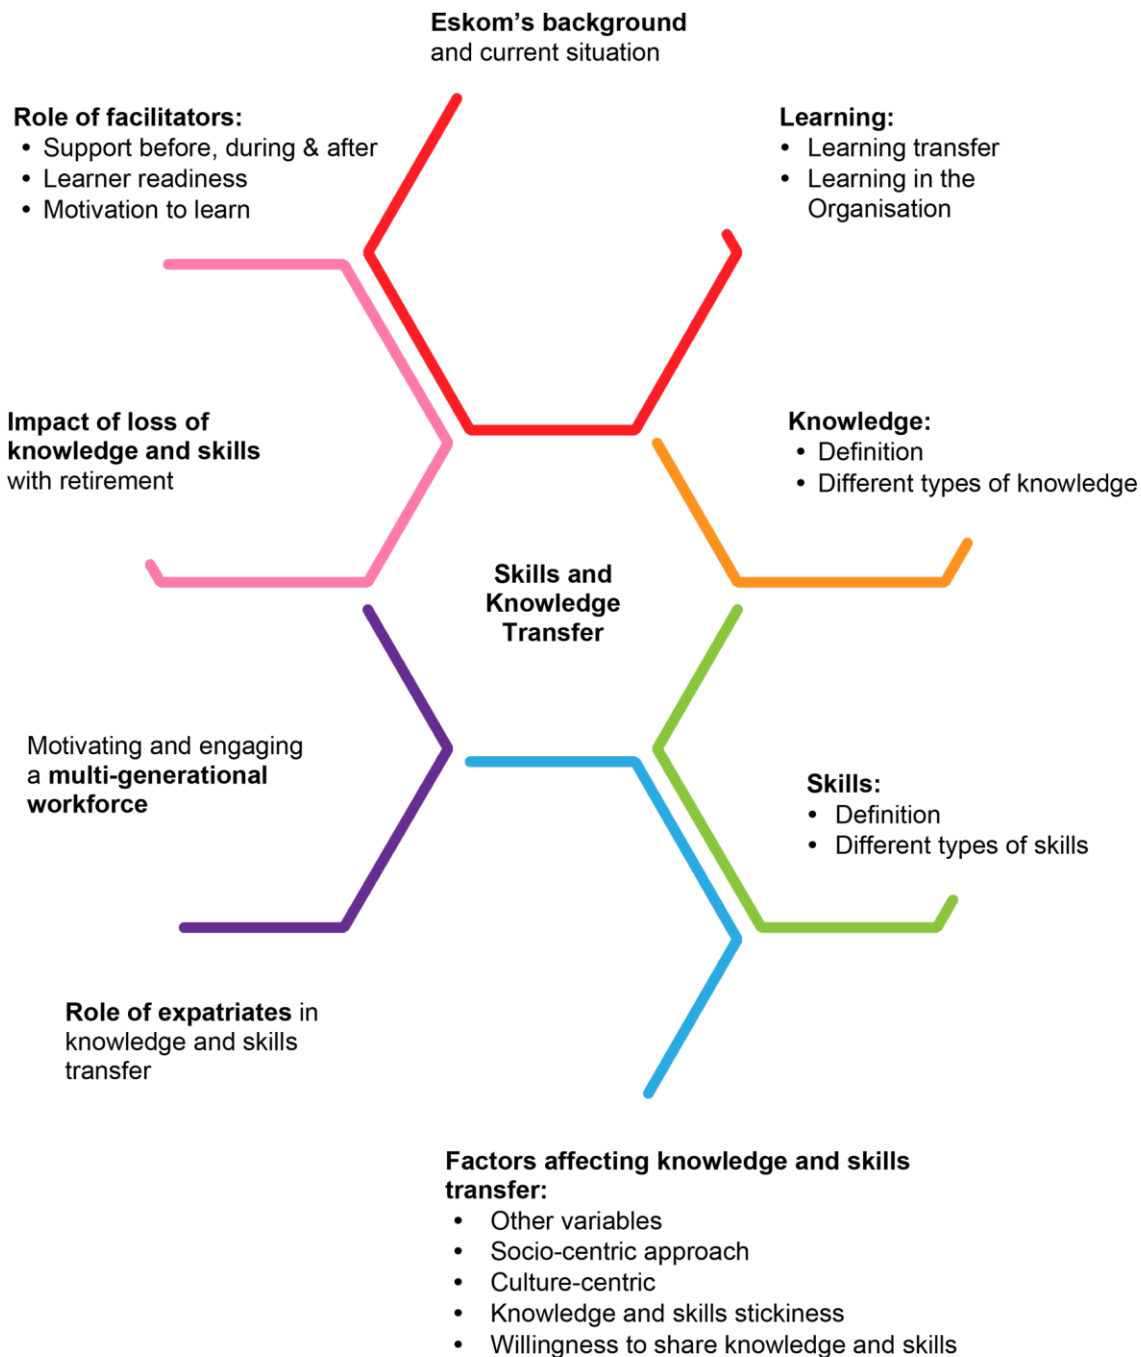 Eskom's background
and current situation
Role of facilitators:
• Support before, during & after
• Learner readiness
• Motivation to learn
Learning:
• Learning transfer
• Learning in the
Organisation
Impact of loss of
knowledge and skills
with retirement
Knowledge:
• Definition
• Different types of knowledge
Skills and
Knowledge
Transfer
Motivating and engaging
a multi-generational
workforce
Skills:
• Definition
• Different types of skills
Role of expatriates in
knowledge and skills
transfer
Factors affecting knowledge and skills
transfer:
• Other variables
• Socio-centric approach
• Culture-centric
• Knowledge and skills stickiness
• Willingness to share knowledge and skills